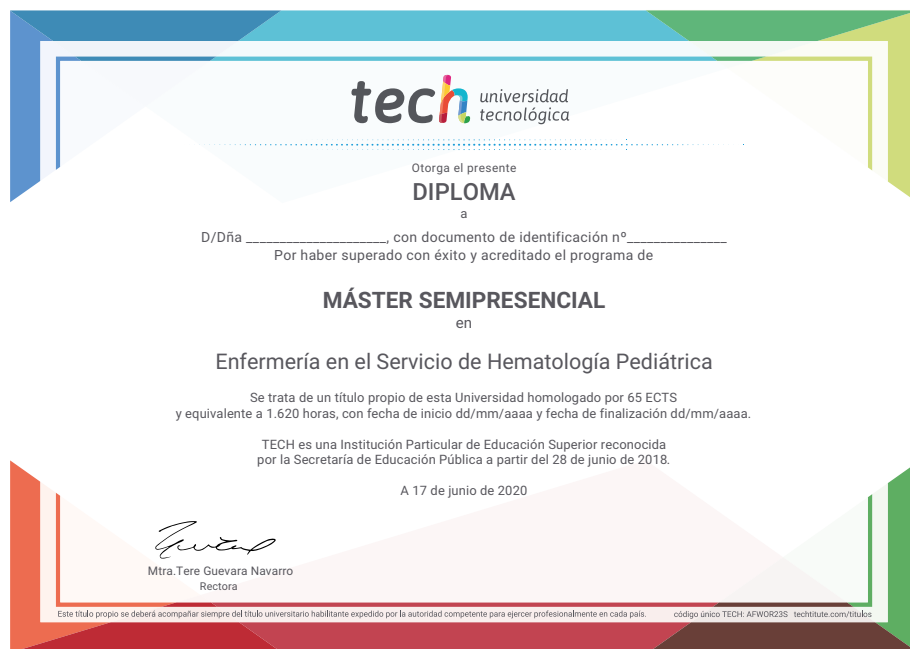 tech universidad
tecnológica
Otorga el presente
DIPLOMA
a
D/Dña _____________________, con documento de identificación nº_______________
Por haber superado con éxito y acreditado el programa de
MÁSTER SEMIPRESENCIAL
en
Enfermería en el Servicio de Hematología Pediátrica
Se trata de un título propio de esta Universidad homologado por 65 ECTS
y equivalente a 1.620 horas, con fecha de inicio dd/mm/aaaa y fecha de finalización dd/mm/aaaa.
TECH es una Institución Particular de Educación Superior reconocida
por la Secretaría de Educación Pública a partir del 28 de junio de 2018.
A 17 de junio de 2020
Mtra.Tere Guevara Navarro
Rectora
Este título propio se deberá acompañar siempre del título universitario habilitante expedido por la autoridad competente para ejercer profesionalmente en cada país. código único TECH: AFWOR23S techtitute.com/titulos